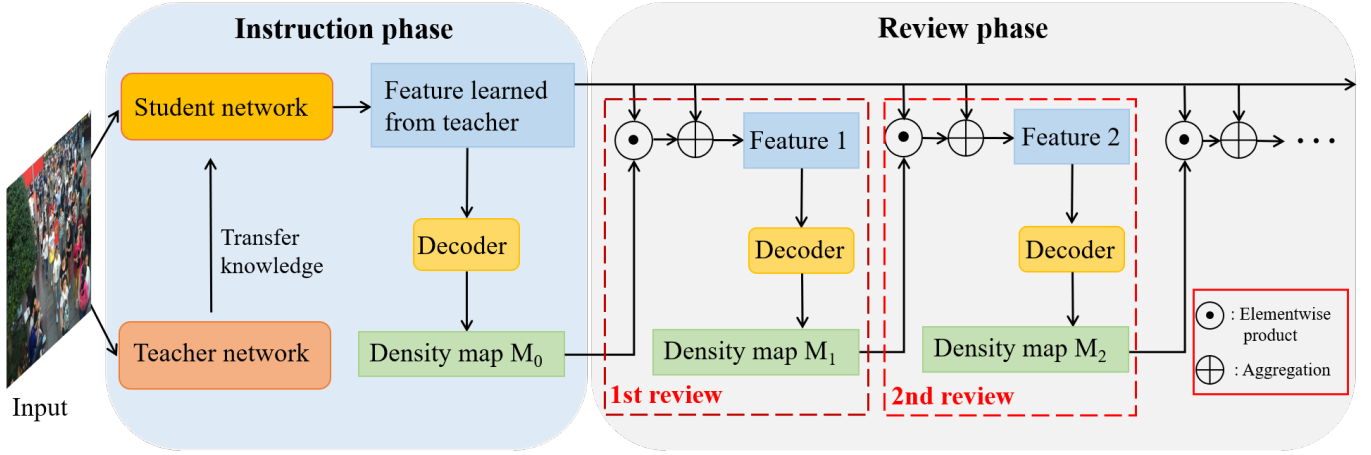 Instruction phase
Review phase
Student network
Feature learned
from teacher
Feature 1
Feature 2
. . .
Transfer
knowledge
Decoder
Decoder
Decoder
Teacher network
Density map M₀
Density map M₁
Density map M₂
: Elementwise
product
: Aggregation
1st review
2nd review
Input